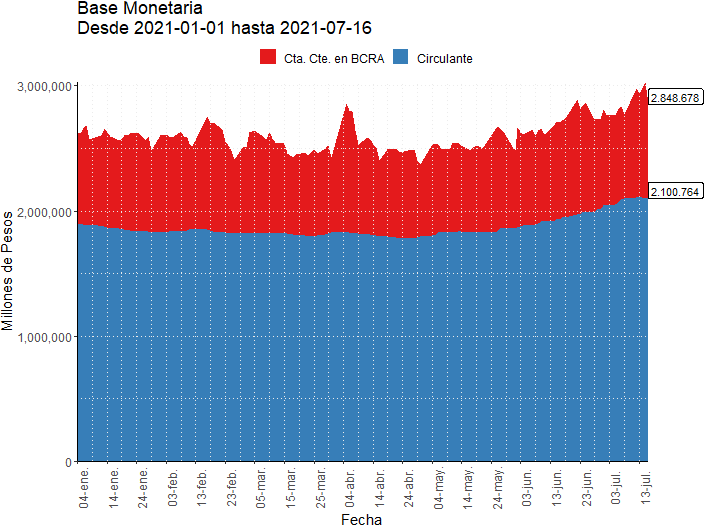 Base Monetaria
Desde 2021-01-01 hasta 2021-07-16
Cta. Cte. en BCRA
Circulante
3,000,000
2,000,000
1,000,000
0
Millones de Pesos
2.848.678
2.100.764
04-ene.
14-ene.
24-ene.
03-feb.
13-feb.
23-feb.
05-mar.
15-mar.
25-mar.
04-abr.
14-abr.
24-abr.
04-may.
14-may.
24-may.
03-jun.
13-jun.
23-jun.
03-jul.
13-jul.
Fecha